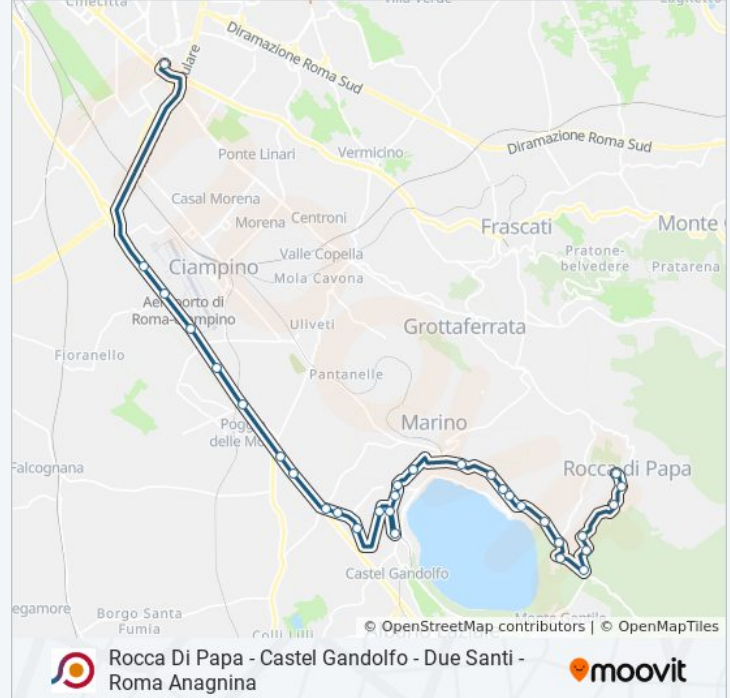 Cinecittà
Diramazione Roma Sud
Ponte Linari
Vermicino
Diramazione Roma Sud
Casal Morena
Morena
Centroni
Frascati
Valle Copella
Pratone-
belvedere
Monte
Ciampino
Mola Cavona
Pratarena
Aeroporto di
Roma-Ciampino
Uliveti
Grottaferrata
Fioranello
Pantanelle
Marino
delle
Falcognana
Rocca di Papa
Castel Gandolfo
Borgo Santa
Fumia
© OpenStreetMap contributors | © OpenMapTiles
Rocca Di Papa - Castel Gandolfo - Due Santi -
Roma Anagnina
moovit